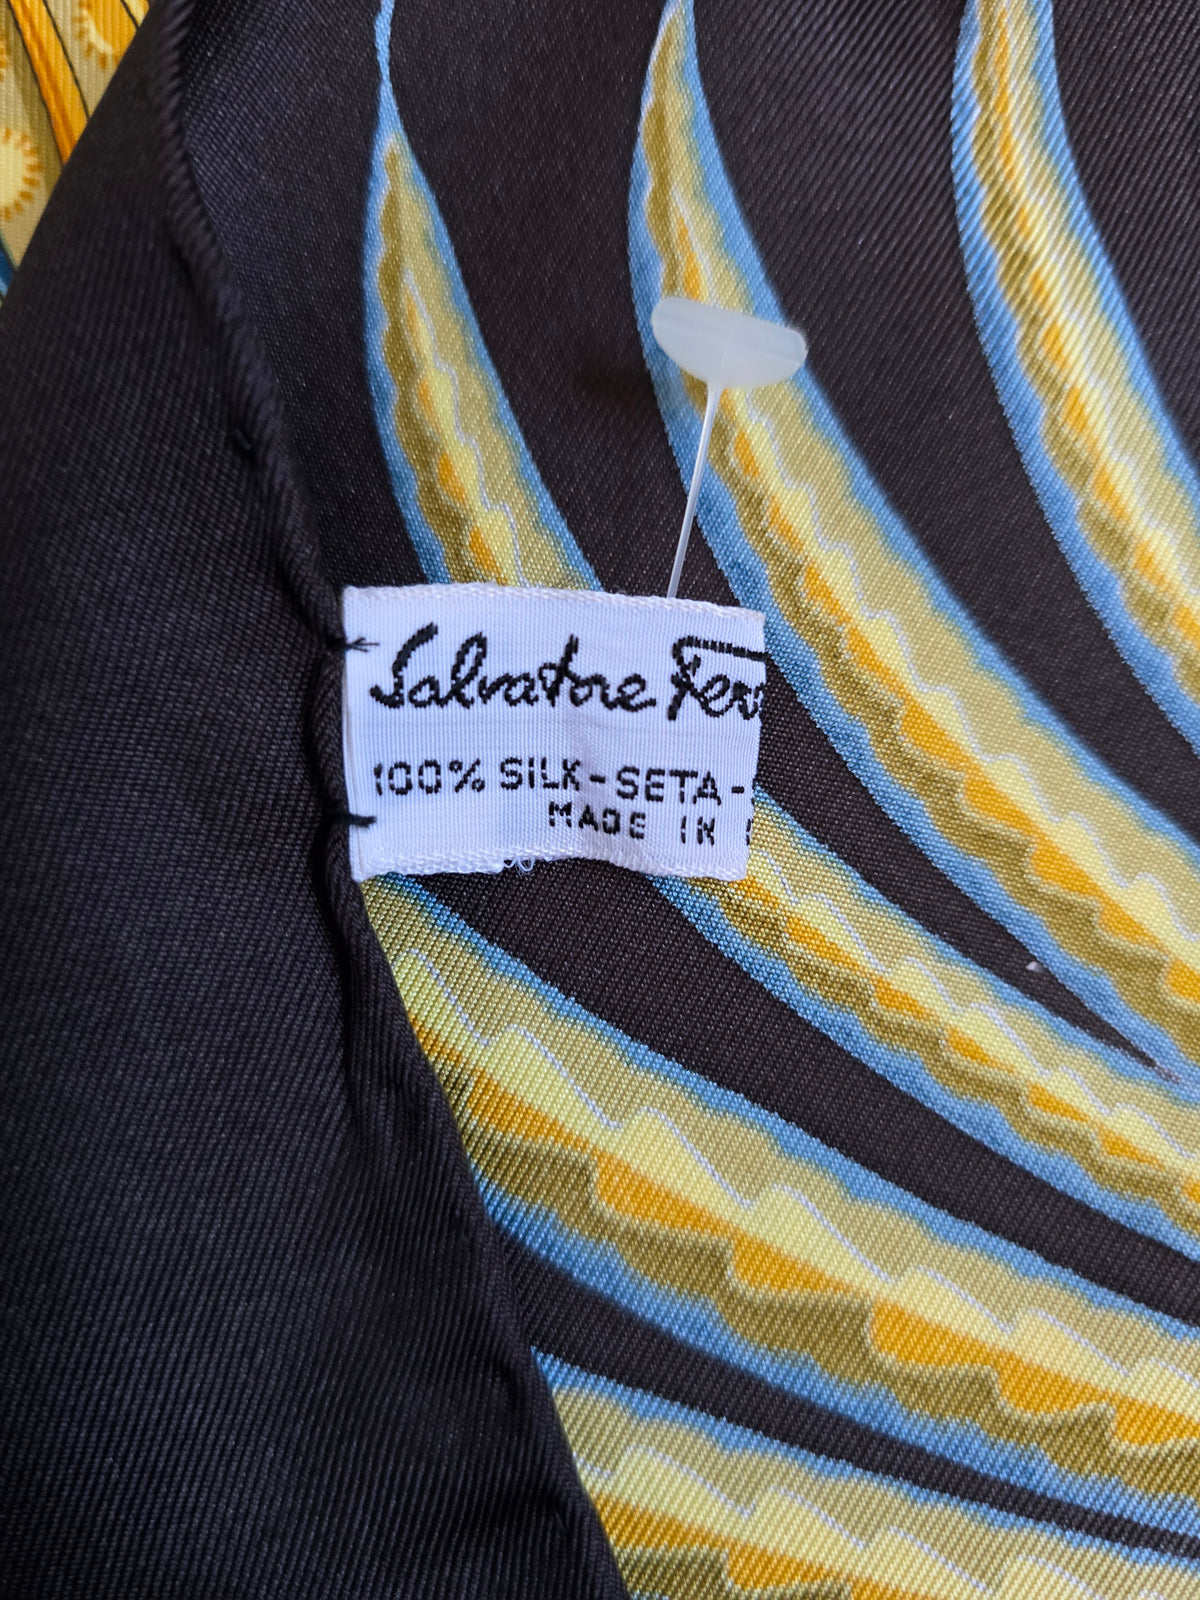 Salvatore Fer
100% SILK-SETA-
MADE IN